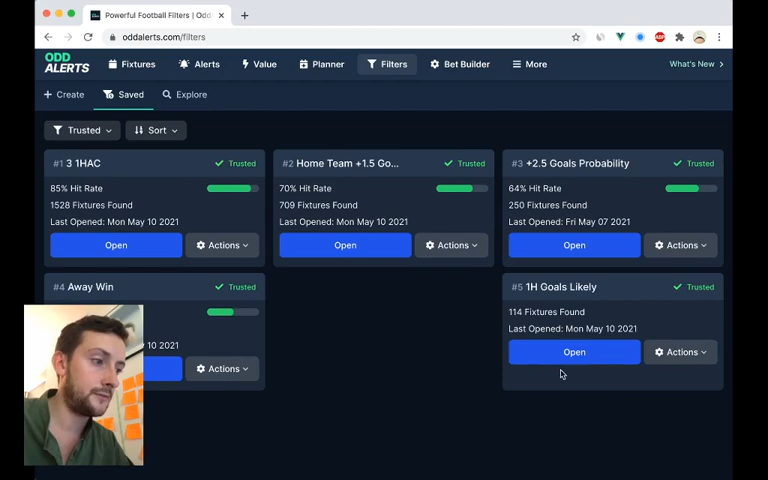 Powerful Football Filters | Odd
oddalerts.com/filters
ABP
ODD
ALERTS
Fixtures
Alerts
Value
Planner
Filters
Bet Builder
More
What's New
Create
Saved
Explore
Trusted
Sort
#1 3 1HAC
Trusted
85% Hit Rate
1528 Fixtures Found
Last Opened: Mon May 10 2021
Open
Actions
#2 Home Team +1.5 Go...
Trusted
70% Hit Rate
709 Fixtures Found
Last Opened: Mon May 10 2021
Open
Actions
#3 +2.5 Goals Probability
Trusted
64% Hit Rate
250 Fixtures Found
Last Opened: Fri May 07 2021
Open
Actions
#4 Away Win
10 2021
Actions
#5 1H Goals Likely
Trusted
114 Fixtures Found
Last Opened: Mon May 10 2021
Open
Actions